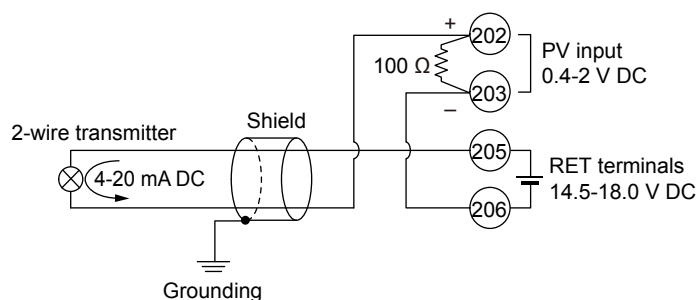 +
202
PV input
0.4-2 V DC
100 Ω
203
–
Shield
2-wire transmitter
205
4-20 mA DC
RET terminals
14.5-18.0 V DC
206
Grounding